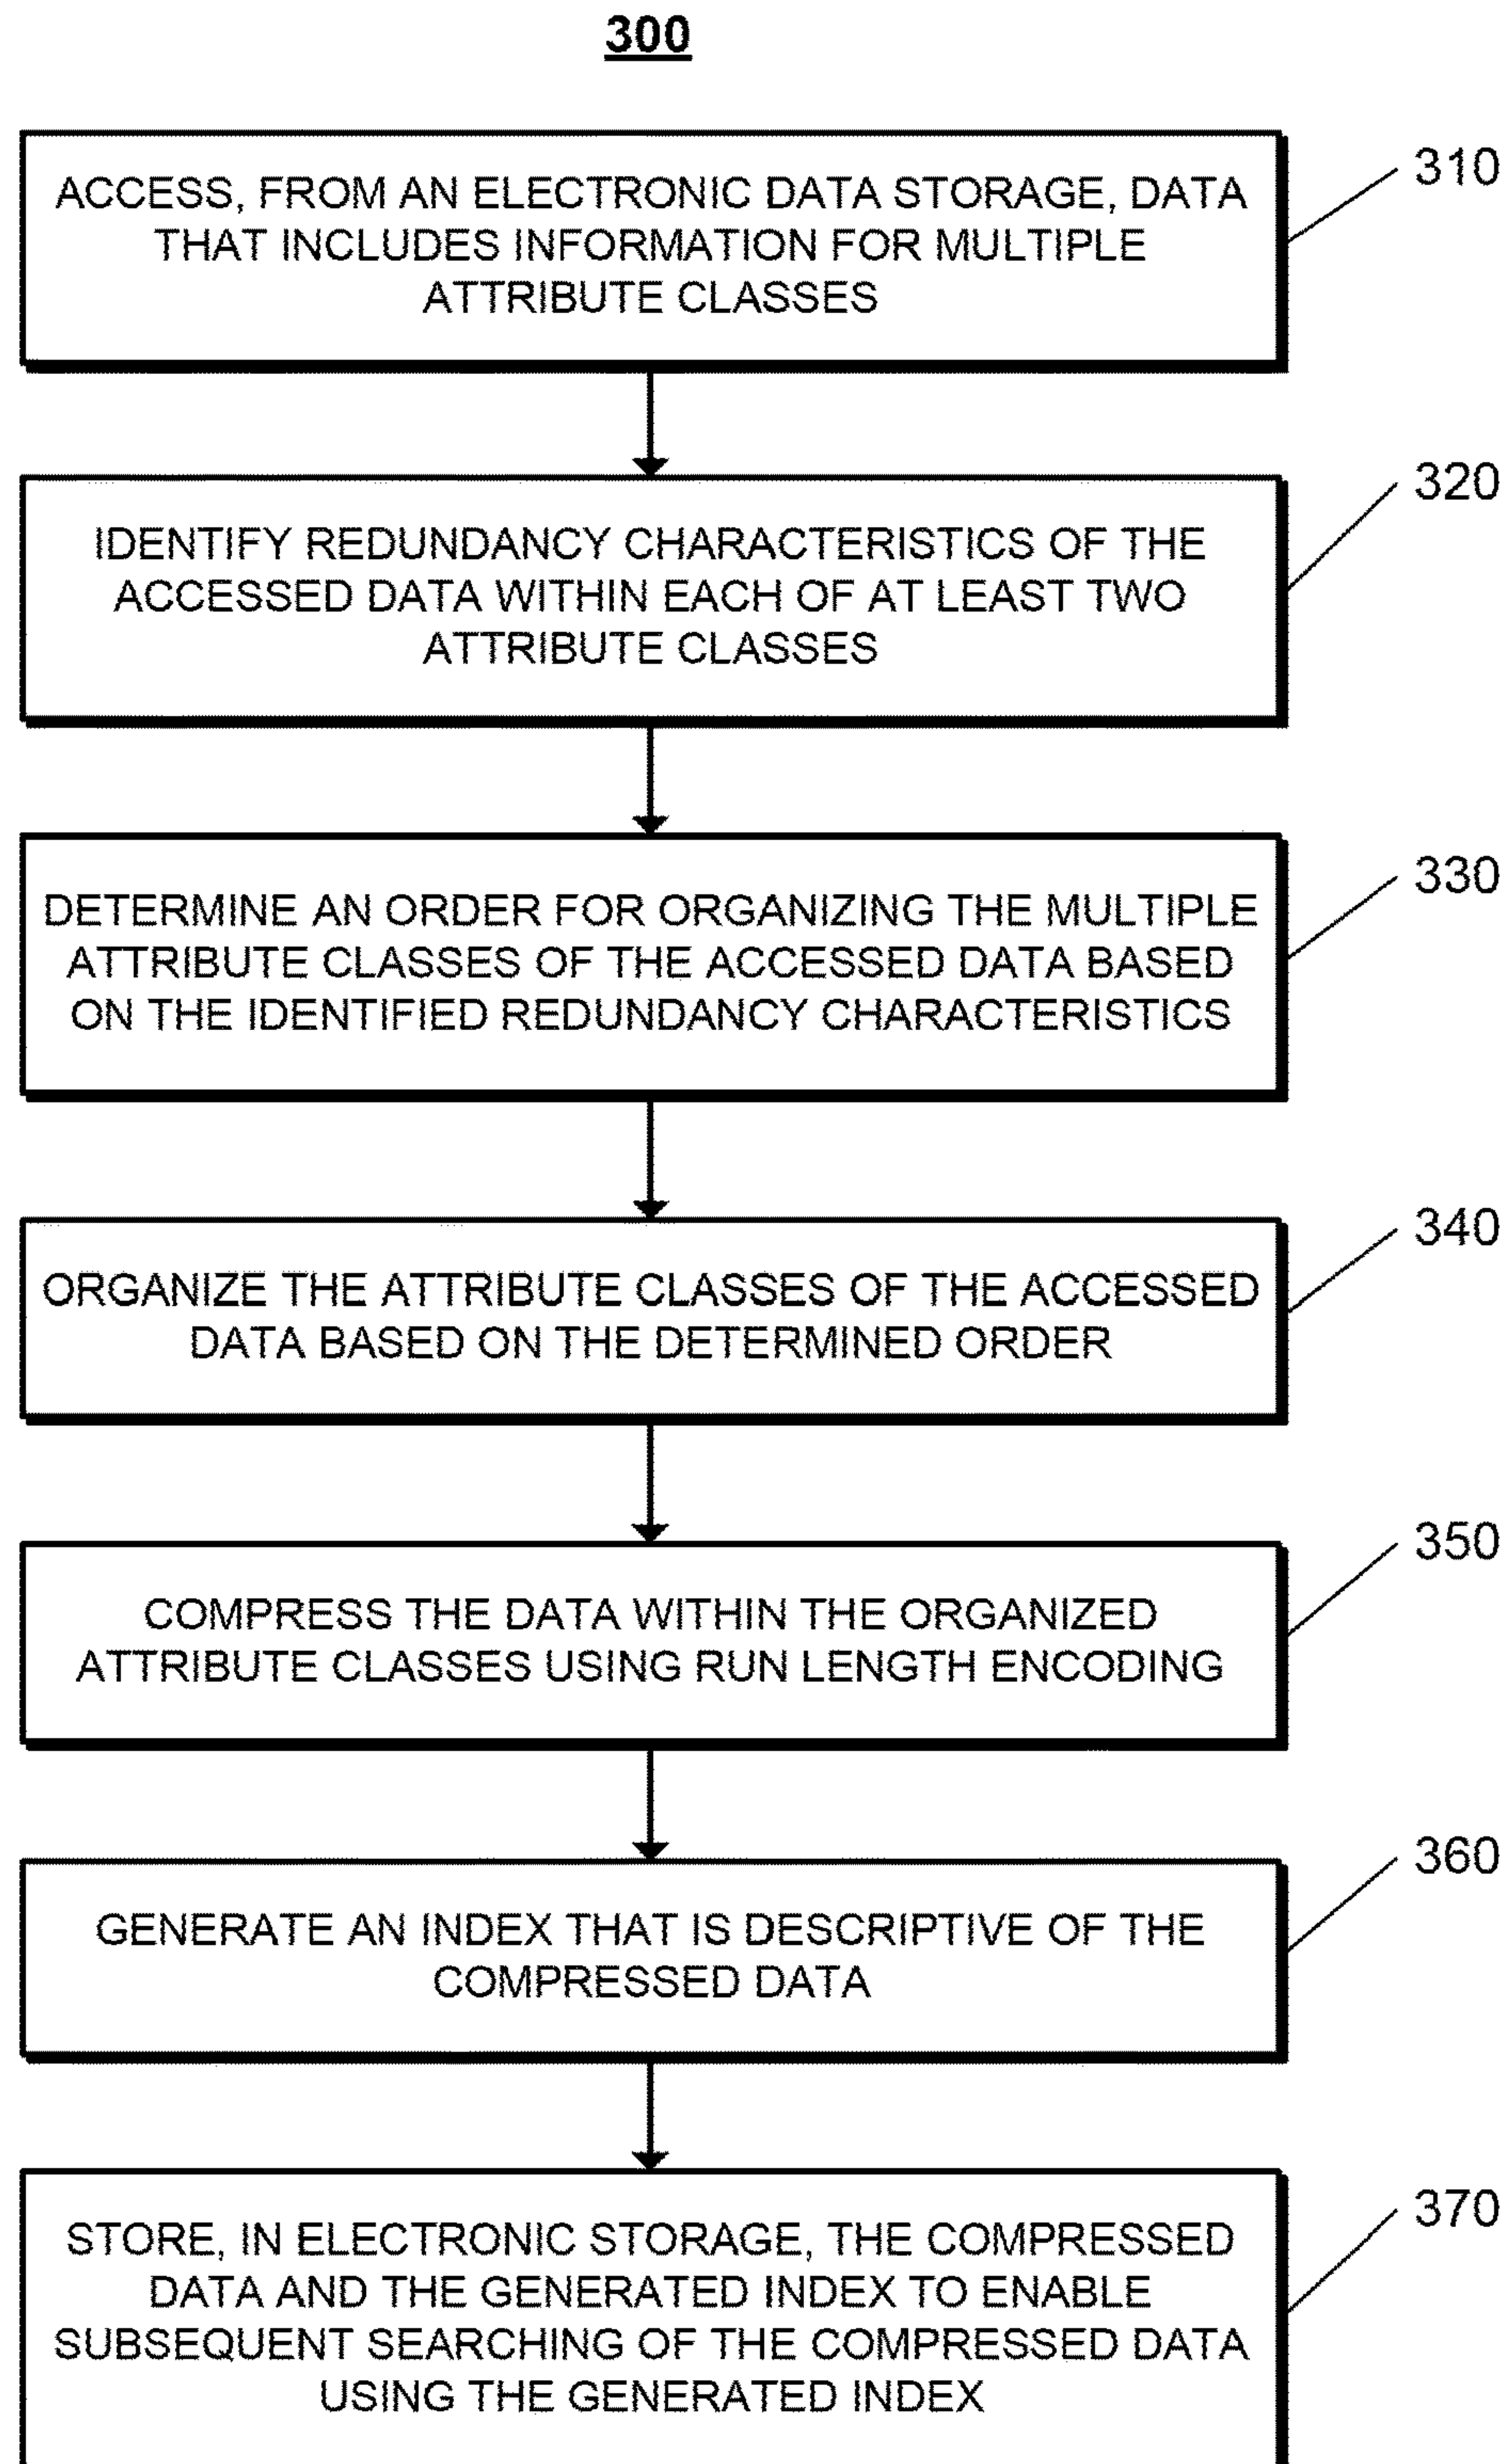 300
ACCESS, FROM AN ELECTRONIC DATA STORAGE, DATA
THAT INCLUDES INFORMATION FOR MULTIPLE
ATTRIBUTE CLASSES
310
IDENTIFY REDUNDANCY CHARACTERISTICS OF THE
ACCESSED DATA WITHIN EACH OF AT LEAST TWO
ATTRIBUTE CLASSES
320
DETERMINE AN ORDER FOR ORGANIZING THE MULTIPLE
ATTRIBUTE CLASSES OF THE ACCESSED DATA BASED
ON THE IDENTIFIED REDUNDANCY CHARACTERISTICS
330
ORGANIZE THE ATTRIBUTE CLASSES OF THE ACCESSED
DATA BASED ON THE DETERMINED ORDER
340
COMPRESS THE DATA WITHIN THE ORGANIZED
ATTRIBUTE CLASSES USING RUN LENGTH ENCODING
350
GENERATE AN INDEX THAT IS DESCRIPTIVE OF THE
COMPRESSED DATA
360
STORE, IN ELECTRONIC STORAGE, THE COMPRESSED
DATA AND THE GENERATED INDEX TO ENABLE
SUBSEQUENT SEARCHING OF THE COMPRESSED DATA
USING THE GENERATED INDEX
370